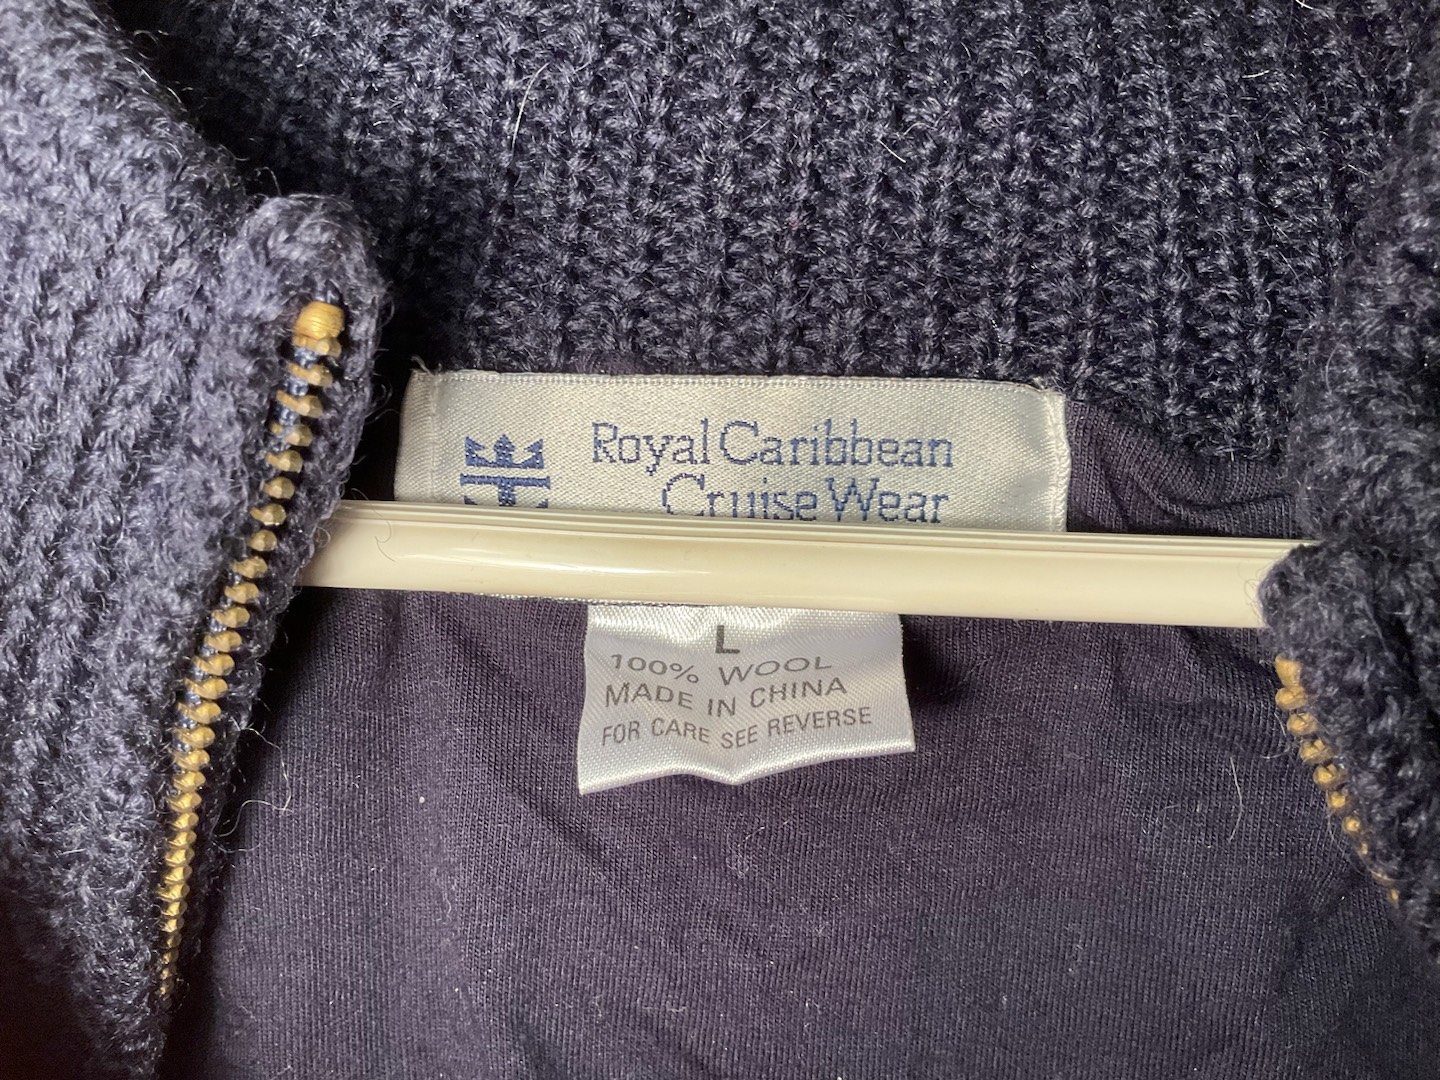 Royal Caribbean
Cruise Wear
L
100% WOOL
MADE IN CHINA
FOR CARE SEE REVERSE